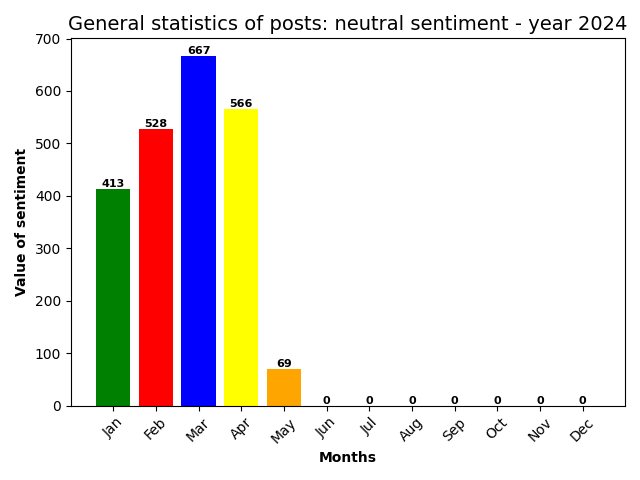 General statistics of posts: neutral sentiment - year 2024
700
600
500
400
300
200
100
0
Value of sentiment
413
528
667
566
69
0
0
0
0
0
0
0
Jan
Feb
Mar
Apr
May
Jun
Jul
Aug
Sep
Oct
Nov
Dec
Months